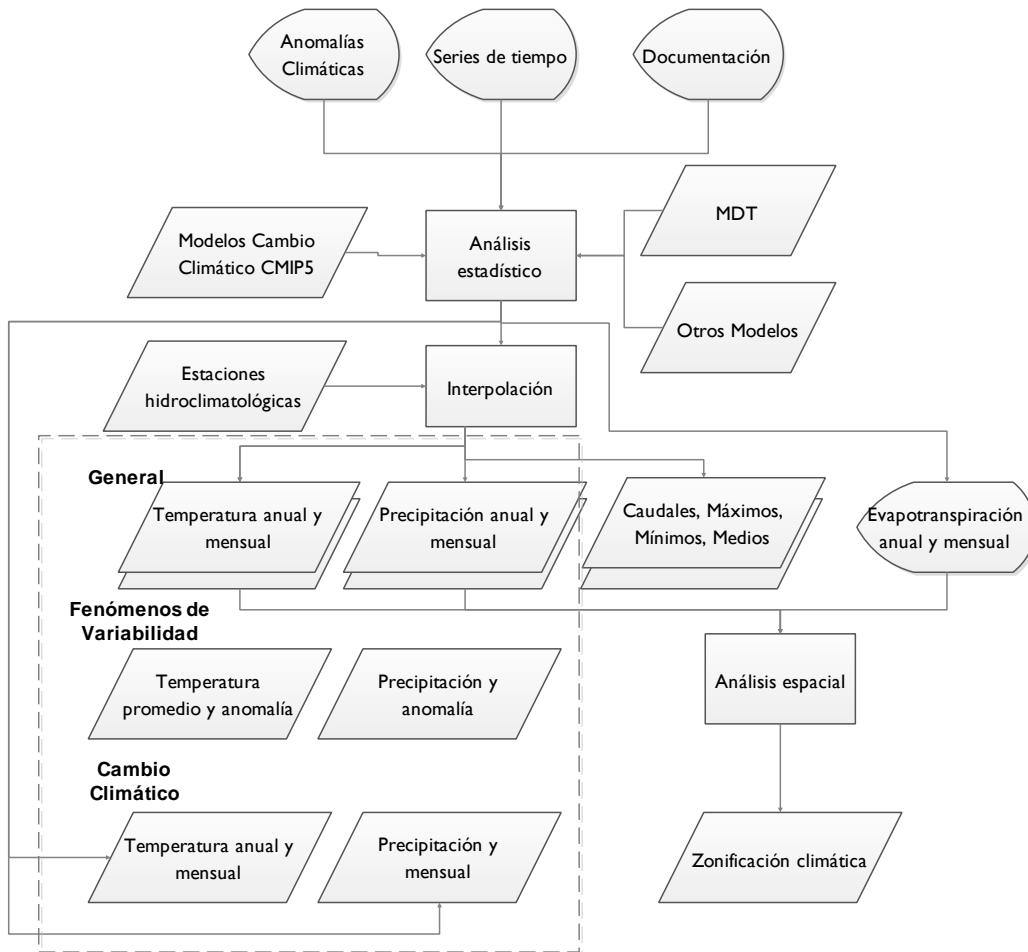 Anomalías
Climáticas
Series de tiempo
Documentación
MDT
Modelos Cambio
Climático CMIP5
Análisis
estadístico
Otros Modelos
Estaciones
hidroclimatológicas
Interpolación
General
Temperatura anual y
mensual
Precipitación anual y
mensual
Caudales, Máximos,
Mínimos, Medios
Evapotranspiración
anual y mensual
Fenómenos de
Variabilidad
Temperatura
promedio y anomalía
Precipitación y
anomalía
Análisis espacial
Cambio
Climático
Temperatura anual y
mensual
Precipitación y
mensual
Zonificación climática